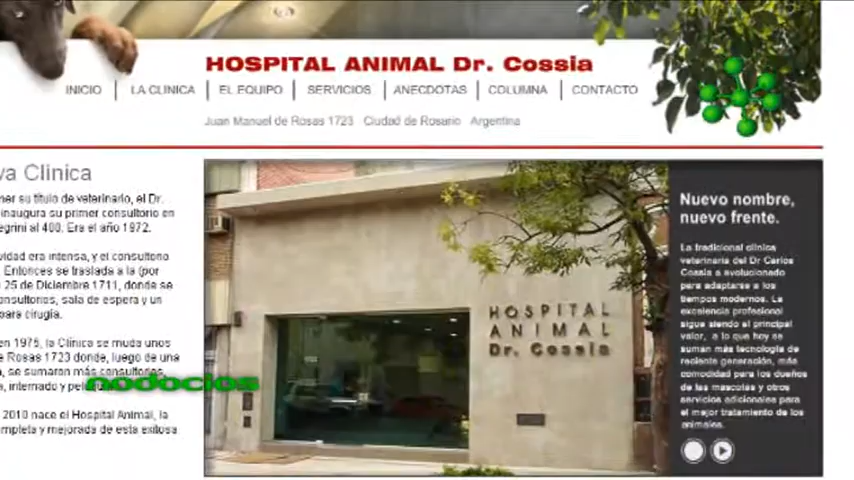 HOSPITAL ANIMAL Dr. Cossia
INICIO | LA CLINICA | EL EQUIPO | SERVICIOS | ANECDOTAS | COLUMNA | CONTACTO
Juan Manuel de Rosas 1723 Ciudad de Rosario Argentina
va Clinica
ner su título de veterinario, el Dr.
inaugura su primer consultorio en
egrini al 400. Era el año 1972.
vidad era intensa, y el consultorio
Entonces se traslada a la (por
25 de Diciembre 1711, donde se
onsultorios, sala de espera y un
para cirugía.
en 1975, la Clínica se muda unos
e Rosas 1723 donde, luego de una
, se sumaron más consultorios,
, internado y
nodocios
2010 nace el Hospital Animal, la
mpleta y mejorada de esta exitosa
HOSPITAL
ANIMAL
Dr. Cossia
Nuevo nombre,
nuevo frente.
La tradicional clínica
veterinaria del Dr Carlos
Cossia a evolucionado
para adaptarse a los
tiempos modernos. La
excelencia profesional
sigue siendo el principal
valor, a lo que hoy se
suman más tecnología de
reciente generación, más
comodidad para los dueños
de las mascotas y otros
servicios adicionales para
el mejor tratamiento de los
animales.